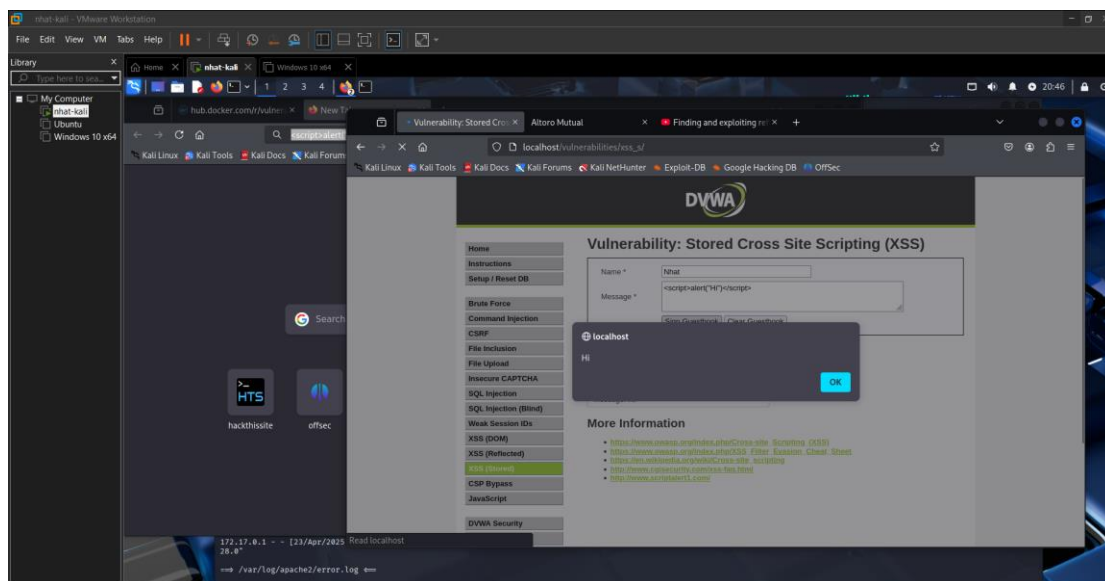 nhat-kali - VMware Workstation
File Edit View VM Tabs Help
Library
Type here to sea...
My Computer
nhat-kali
Ubuntu
Windows 10 x64
Home
nhat-kali
Windows 10 x64
1 2 3 4
20:46
hub.docker.com/r/vulner
New T
<script>alert(
Kali Linux Kali Tools Kali Docs Kali Forum
Search
hackthissite
offsec
HTS
Vulnerability: Stored Cros
Altoro Mutual
Finding and exploiting ref
localhost/vulnerabilities/xss_s/
Kali Linux Kali Tools Kali Docs Kali Forums Kali NetHunter Exploit-DB Google Hacking DB OffSec
DVWA
Home
Instructions
Setup / Reset DB
Brute Force
Command Injection
CSRF
File Inclusion
File Upload
Insecure CAPTCHA
SQL Injection
SQL Injection (Blind)
Weak Session IDs
XSS (DOM)
XSS (Reflected)
XSS (Stored)
CSP Bypass
JavaScript
DVWA Security
Vulnerability: Stored Cross Site Scripting (XSS)
Name * Nhat
Message * <script>alert("Hi")</script>
Sign Guestbook Clear Guestbook
localhost
Hi
OK
More Information
https://www.owasp.org/index.php/Cross-site_Scripting_(XSS)
https://www.owasp.org/index.php/XSS_Filter_Evasion_Cheat_Sheet
https://en.wikipedia.org/wiki/Cross-site_scripting
http://www.cgisecurity.com/xss-faq.html
http://www.scriptalert1.com/
Read localhost
172.17.0.1 - - [23/Apr/2025
28.0"
==> /var/log/apache2/error.log <==